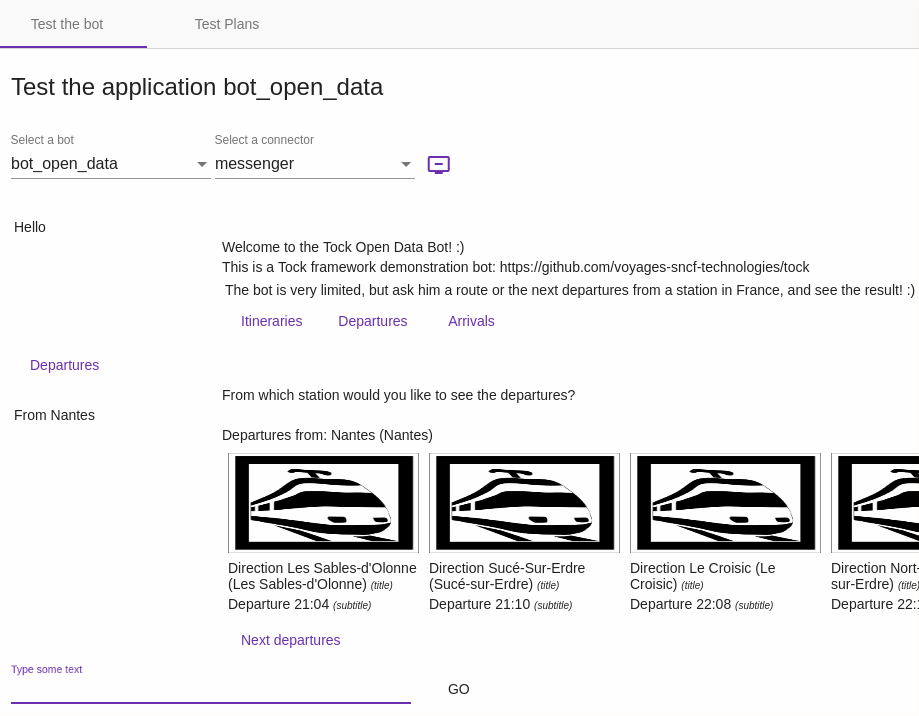 Test the bot Test Plans
Test the application bot_open_data
Select a bot Select a connector
bot_open_data messenger
Hello
Welcome to the Tock Open Data Bot! :)
This is a Tock framework demonstration bot: https://github.com/voyages-sncf-technologies/tock
The bot is very limited, but ask him a route or the next departures from a station in France, and see the result! :)
Itineraries Departures Arrivals
Departures
From which station would you like to see the departures?
From Nantes
Departures from: Nantes (Nantes)
Direction Les Sables-d'Olonne
(Les Sables-d'Olonne) (title)
Departure 21:04 (subtitle)
Direction Sucé-Sur-Erdre
(Sucé-sur-Erdre) (title)
Departure 21:10 (subtitle)
Direction Le Croisic (Le
Croisic) (title)
Departure 22:08 (subtitle)
Direction Nort-
sur-Erdre) (title)
Departure 22:
Next departures
Type some text
GO